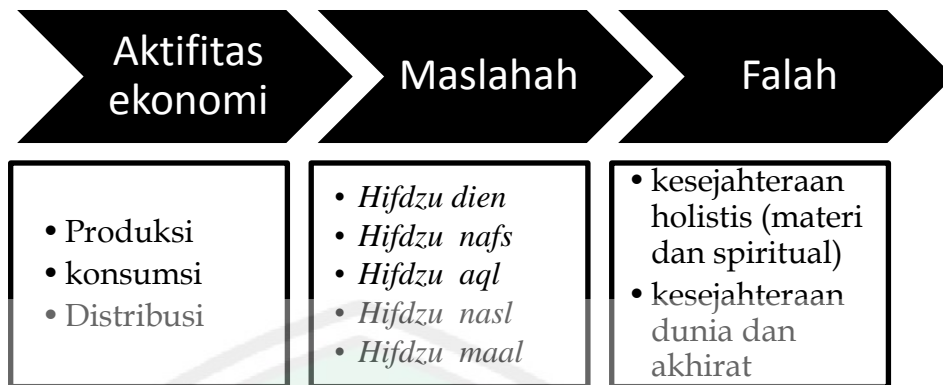 Aktifitas
ekonomi
Maslahah
Falah
• Produksi
• konsumsi
• Distribusi
• Hifdzu dien
• Hifdzu nafs
• Hifdzu aql
• Hifdzu nasl
• Hifdzu maal
• kesejahteraan
holistis (materi
dan spiritual)
• kesejahteraan
dunia dan
akhirat